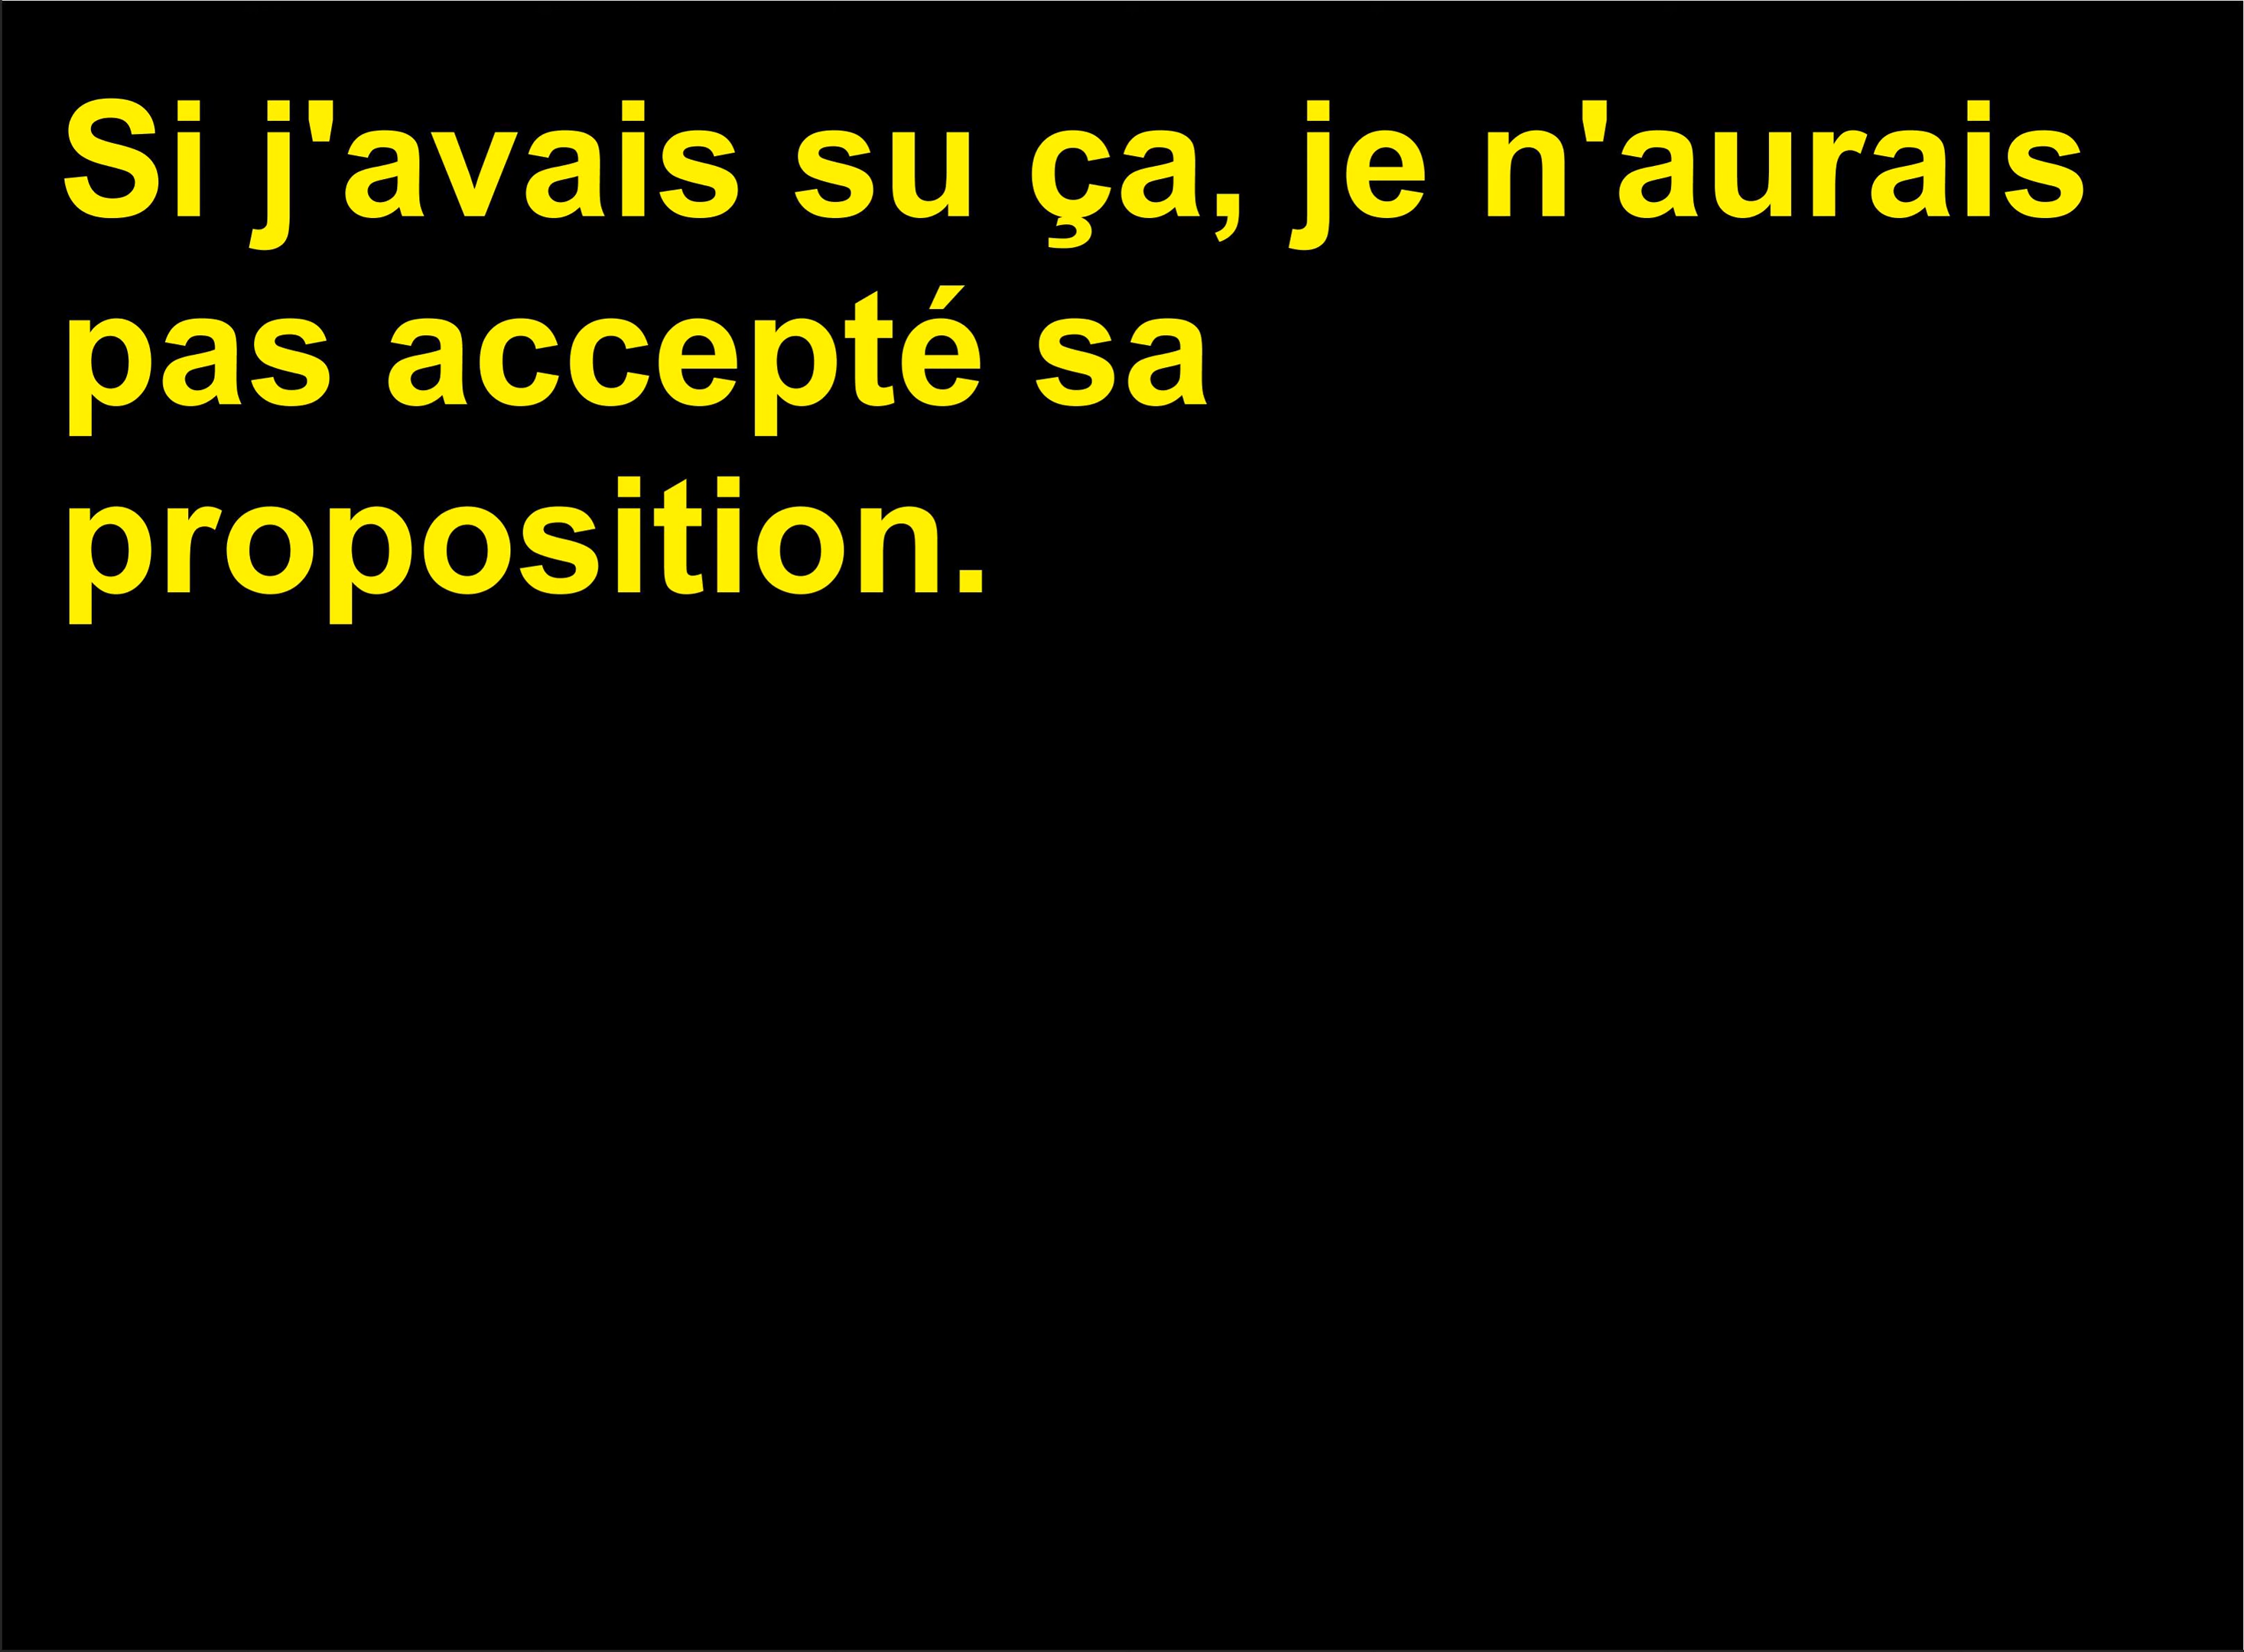 Si j'avais su ça, je n'aurais
pas accepté sa
proposition.